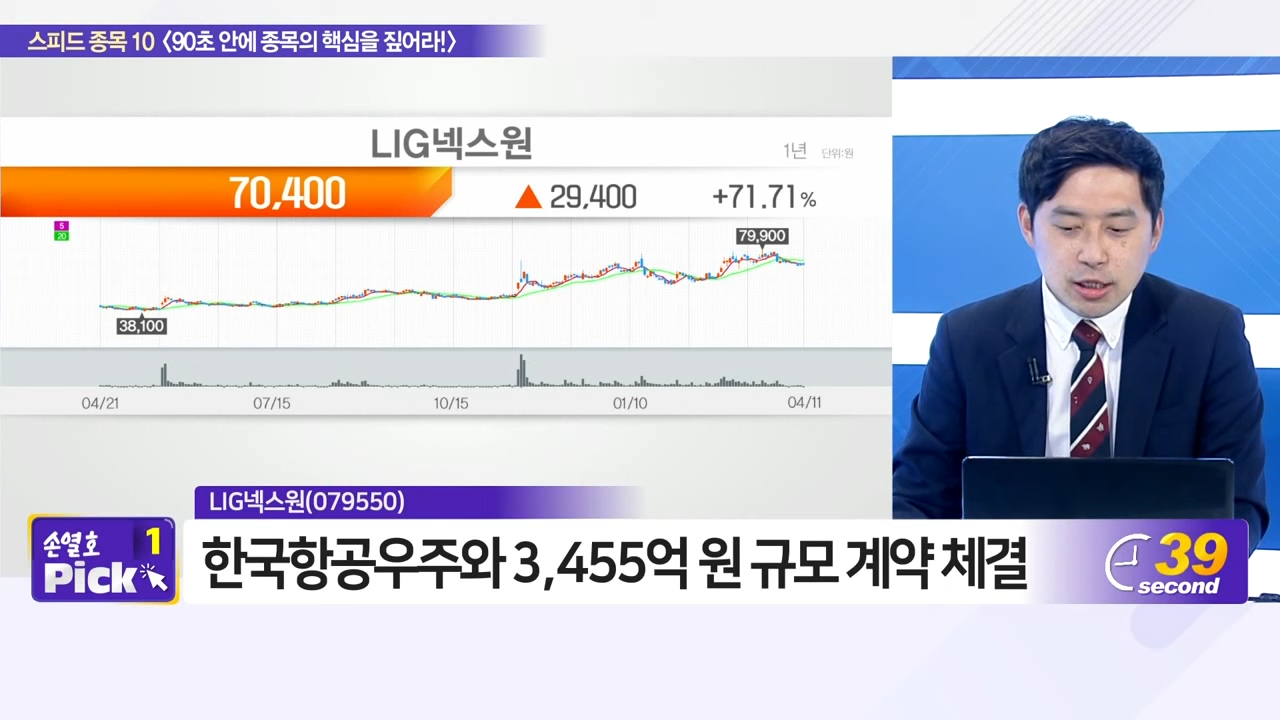 스피드 종목 10 <90초 안에 종목의 핵심을 짚어라!>
LIG넥스원
1년 단위:원
70,400 ▲ 29,400 +71.71%
5
20
79,900
38,100
04/21 07/15 10/15 01/10 04/11
LIG넥스원(079550)
손열호 1
Pick
한국항공우주와 3,455억 원 규모 계약 체결
39
second